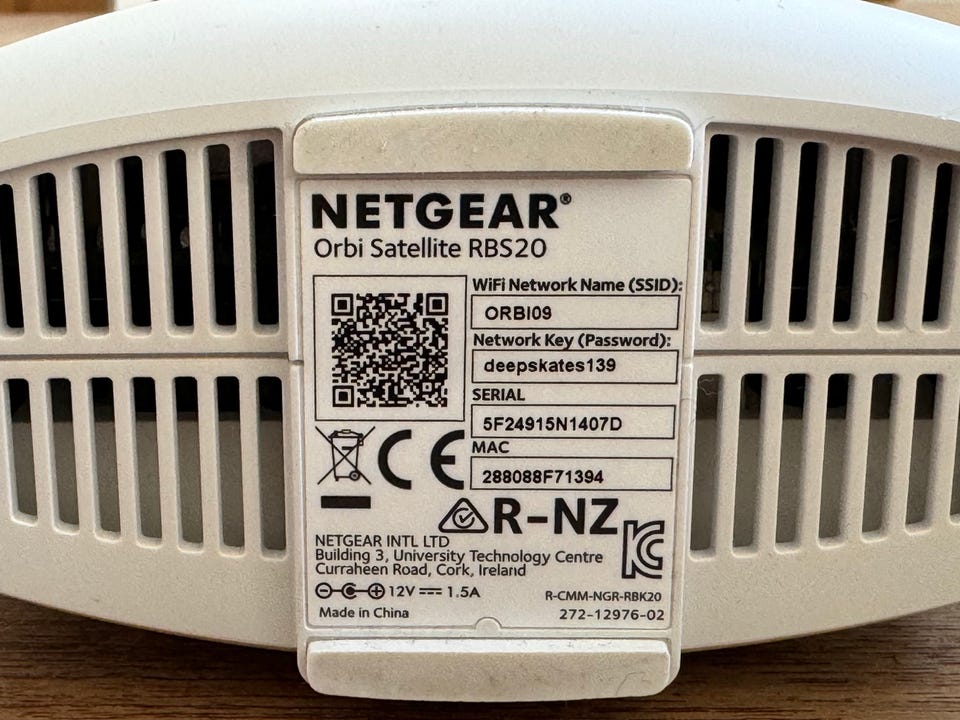 NETGEAR®
Orbi Satellite RBS20
WiFi Network Name (SSID):
ORBI09
Network Key (Password):
deepskates139
SERIAL
5F24915N1407D
MAC
288088F71394
CE
R-NZ
KC
NETGEAR INTL LTD
Building 3, University Technology Centre
Curraheen Road, Cork, Ireland
12V ⎓ 1.5A
R-CMM-NGR-RBK20
Made in China
272-12976-02